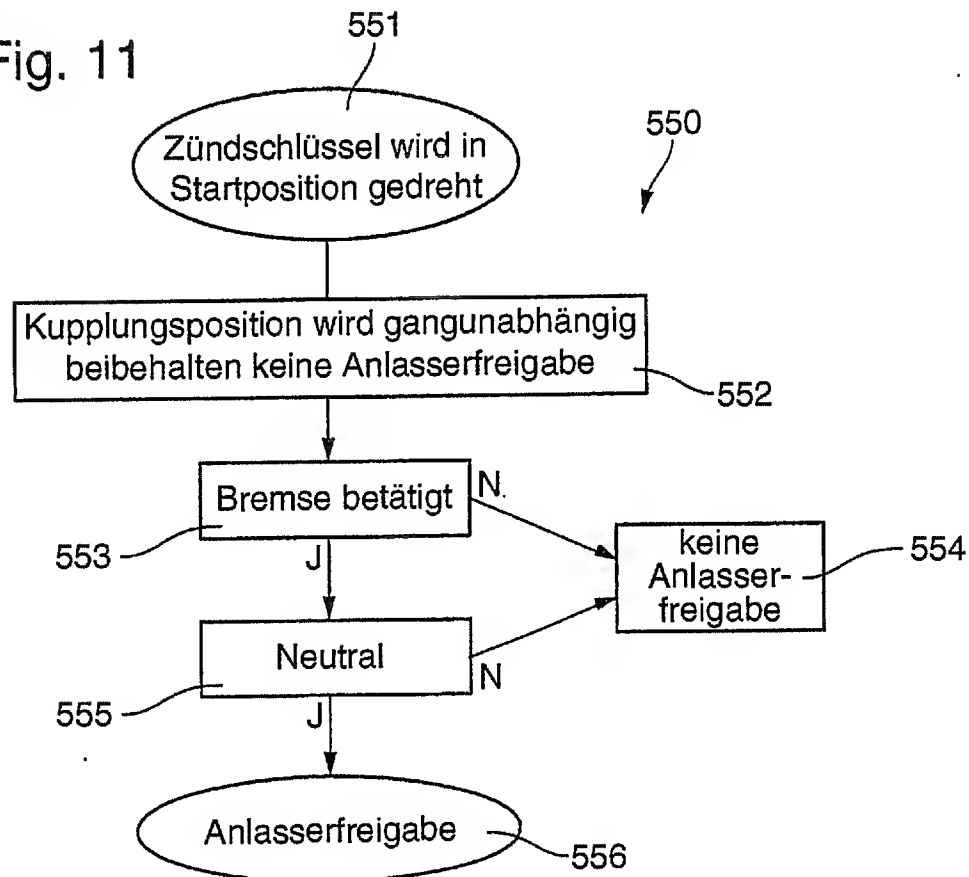 Fig. 11
551
550
Zündschlüssel wird in
Startposition gedreht
Kupplungsposition wird gangunabhängig
beibehalten keine Anlasserfreigabe
552
Bremse betätigt
N.
553
J
keine
Anlasser-
freigabe
554
Neutral
N
555
J
Anlasserfreigabe
556